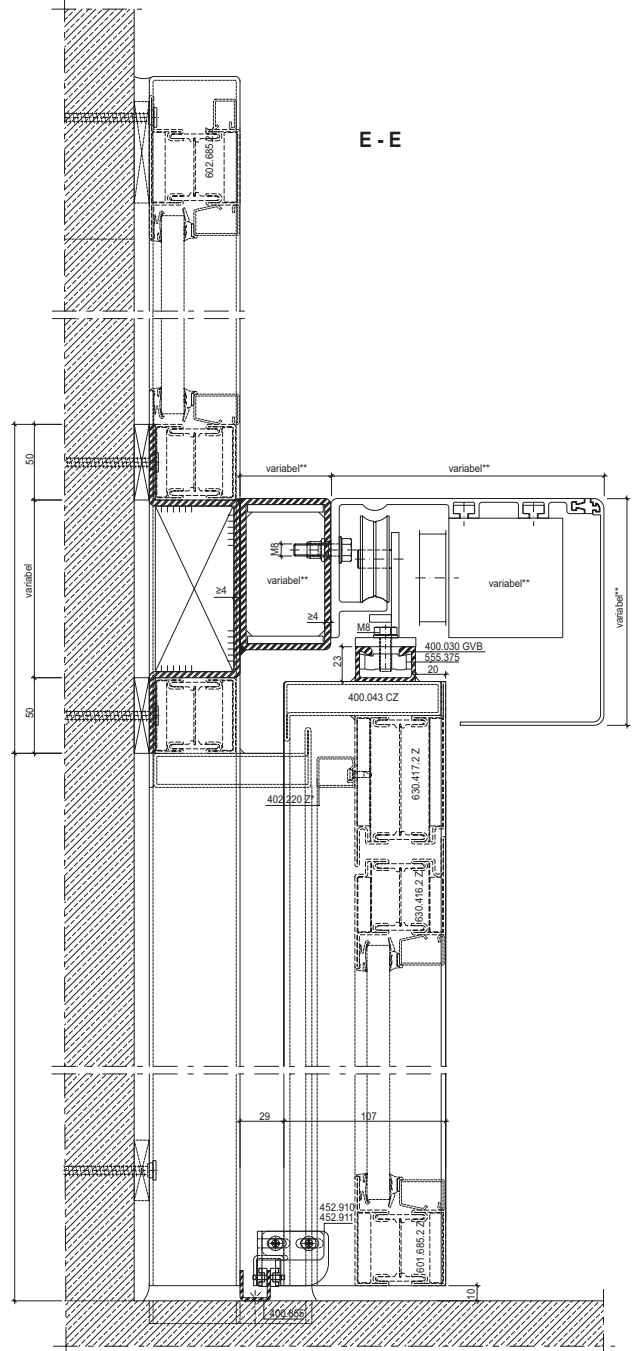 E - E
602.685.2 Z
50
variabel
50
variabel**
variabel**
M8
variabel**
≥4
≥4
variabel**
variabel**
M8
400.030 GVB
555.375
23
20
400.043 CZ
402.220 Z*
630.417.2 Z
630.416.2 Z
29
107
452.910
452.911
601.685.2 Z
400.855
10